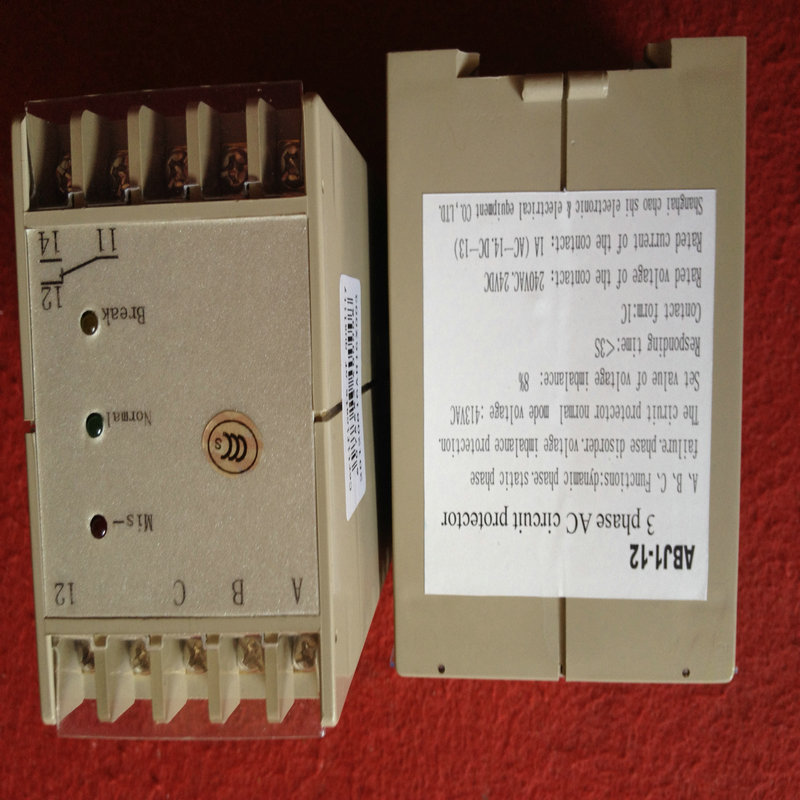 ABJ1-12
3 phase AC circuit protector
A, B, C, Functions:dynamic phase, static phase
failure, phase disorder, voltage imbalance protection.
The ciruit protector normal mode voltage :413VAC
Set value of voltage imbalance: 8%
Responding time:<3S
Contact form:1C
Rated voltage of the contact: 240VAC, 24VDC
Rated current of the contact: 1A (AC-14, DC-13)
Shanghai chao shi electronic & electrical equipment CO., LTD.
A B C 12
Mis-
Normal
Break
CCC S
12
11 14